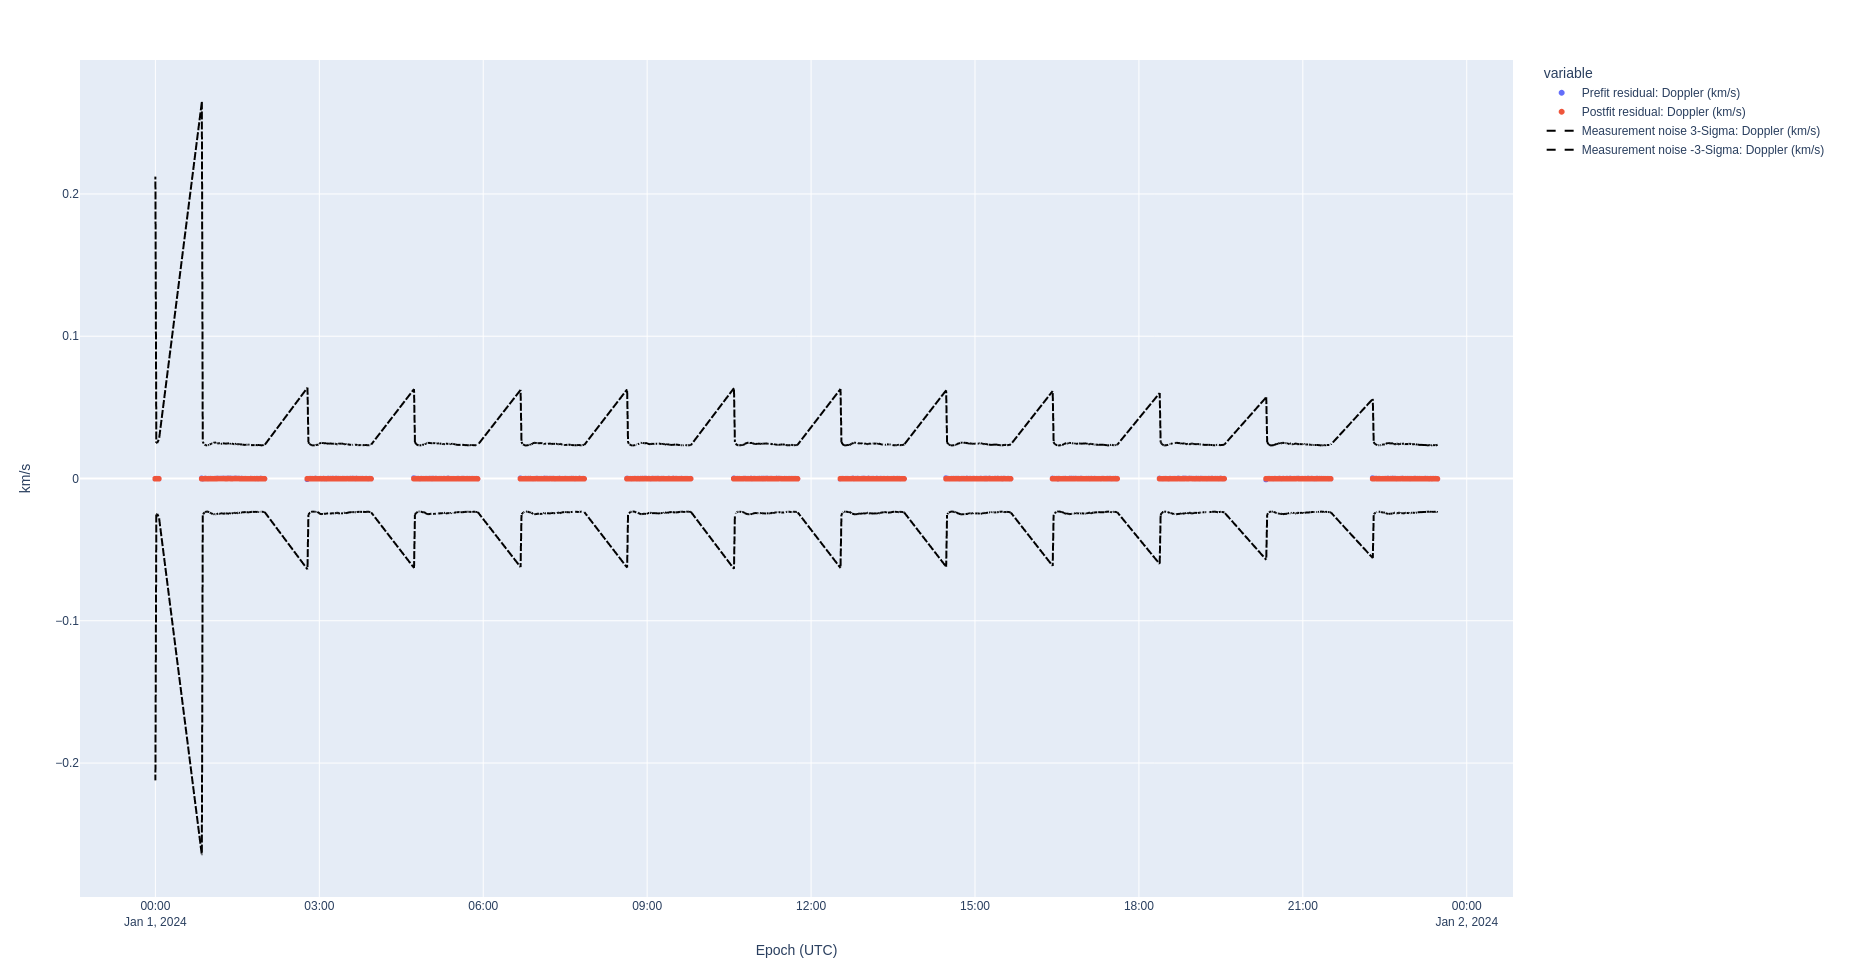 variable
Prefit residual: Doppler (km/s)
Postfit residual: Doppler (km/s)
Measurement noise 3-Sigma: Doppler (km/s)
Measurement noise -3-Sigma: Doppler (km/s)
km/s
0.2
0.1
0
−0.1
−0.2
00:00 03:00 06:00 09:00 12:00 15:00 18:00 21:00 00:00
Jan 1, 2024 Jan 2, 2024
Epoch (UTC)